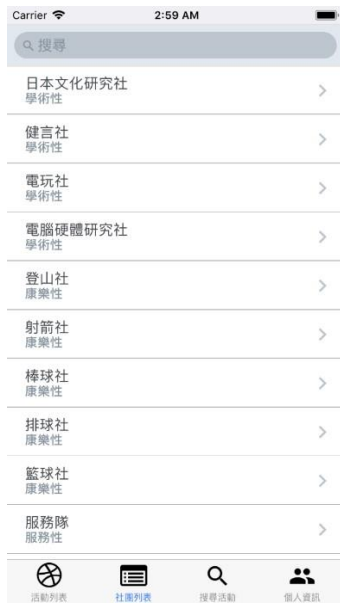 Carrier 2:59 AM
搜尋
日本文化研究社
學術性
健言社
學術性
電玩社
學術性
電腦硬體研究社
學術性
登山社
康樂性
射箭社
康樂性
棒球社
康樂性
排球社
康樂性
籃球社
康樂性
服務隊
服務性
活動列表 社團列表 搜尋活動 個人資訊